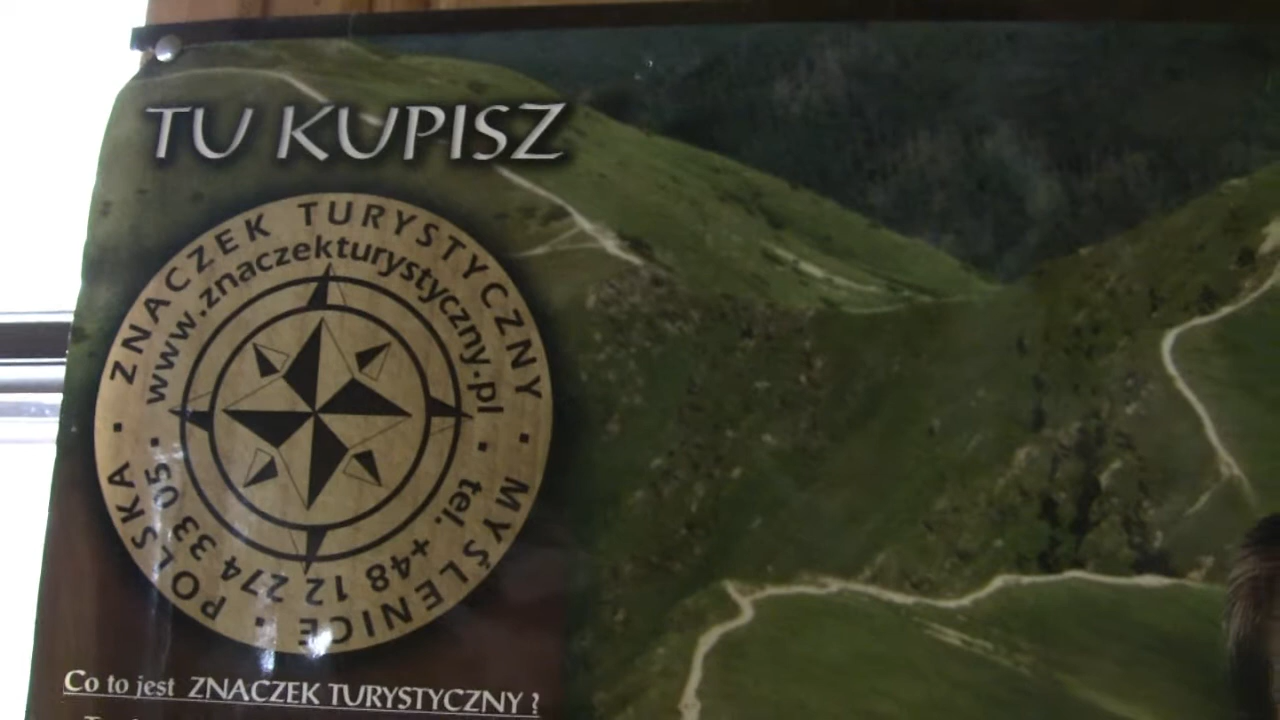 TU KUPISZ
ZNACZEK TURYSTYCZNY • MYŚLENICE • POLSKA •
www.znaczekturystyczny.pl • tel. +48 12 274 33 05 •
Co to jest ZNACZEK TURYSTYCZNY ?